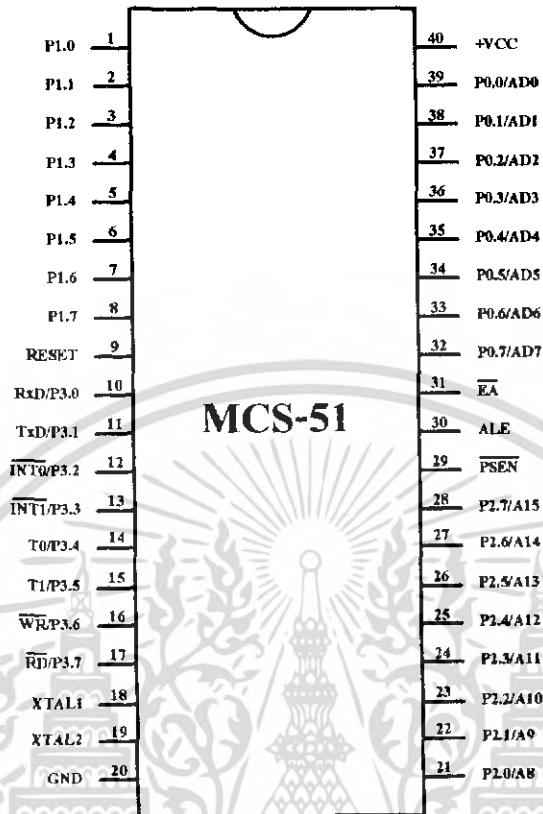 P1.0 1 40 +VCC
P1.1 2 39 P0.0/AD0
P1.2 3 38 P0.1/AD1
P1.3 4 37 P0.2/AD2
P1.4 5 36 P0.3/AD3
P1.5 6 35 P0.4/AD4
P1.6 7 34 P0.5/AD5
P1.7 8 33 P0.6/AD6
RESET 9 32 P0.7/AD7
RxD/P3.0 10 31 EA
MCS-51
TxD/P3.1 11 30 ALE
INT0/P3.2 12 29 PSEN
INT1/P3.3 13 28 P2.7/A15
T0/P3.4 14 27 P2.6/A14
T1/P3.5 15 26 P2.5/A13
WR/P3.6 16 25 P2.4/A12
RD/P3.7 17 24 P2.3/A11
XTAL1 18 23 P2.2/A10
XTAL2 19 22 P2.1/A9
GND 20 21 P2.0/A8